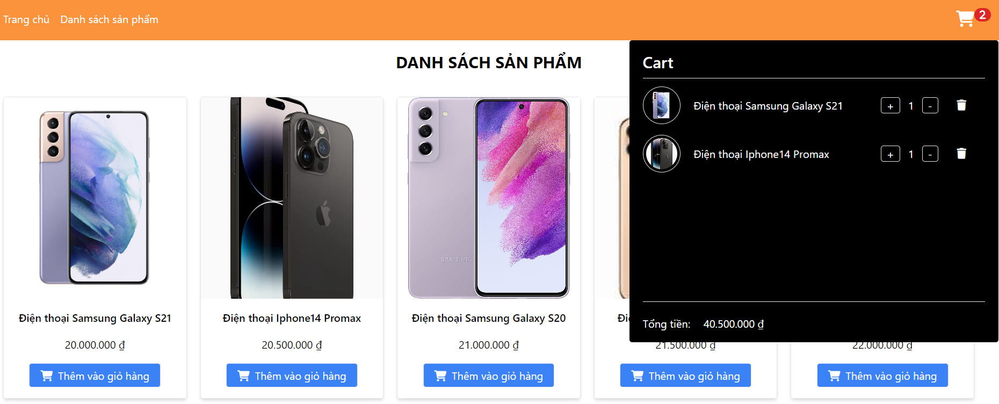 Trang chủ Danh sách sản phẩm
2
DANH SÁCH SẢN PHẨM
Cart
Điện thoại Samsung Galaxy S21 + 1 -
Điện thoại Iphone14 Promax + 1 -
Tổng tiền: 40.500.000 ₫
SAMSUNG
Điện thoại Samsung Galaxy S21
20.000.000 ₫
Thêm vào giỏ hàng
Điện thoại Iphone14 Promax
20.500.000 ₫
Thêm vào giỏ hàng
Điện thoại Samsung Galaxy S20
21.000.000 ₫
Thêm vào giỏ hàng
21.500.000 ₫
Thêm vào giỏ hàng
22.000.000 ₫
Thêm vào giỏ hàng